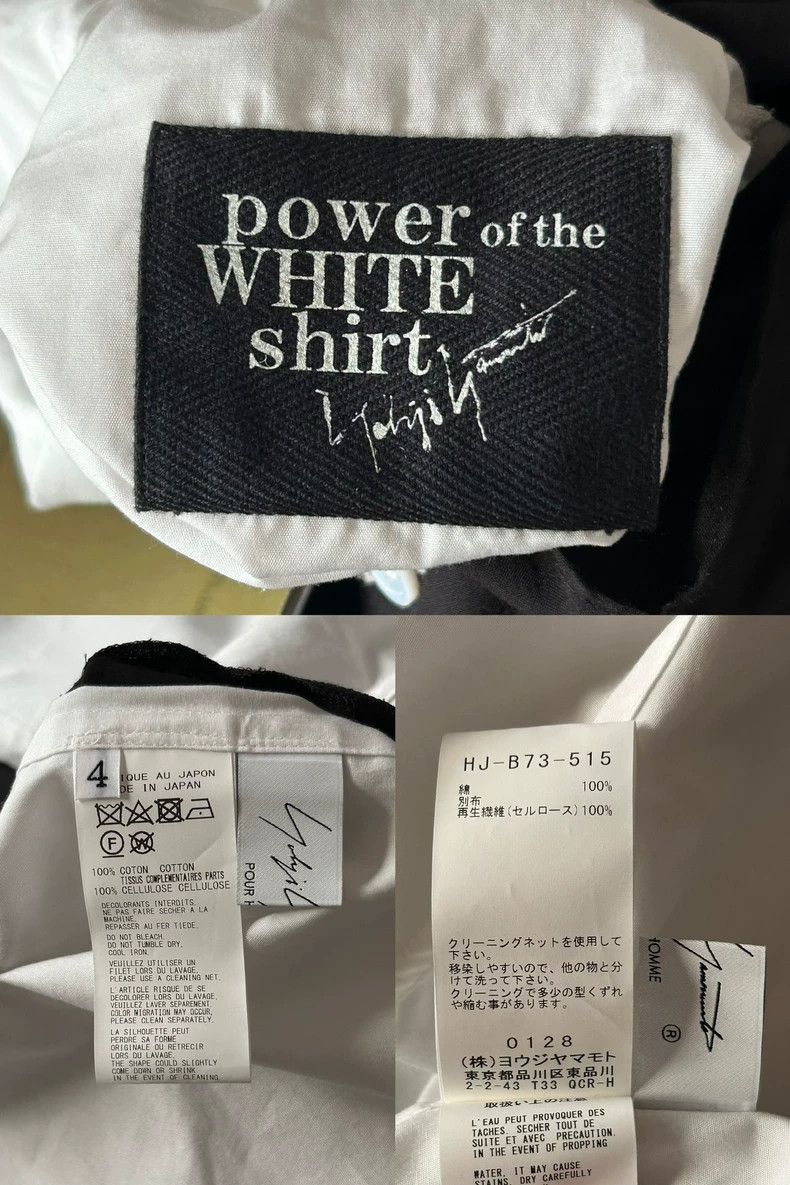 power of the
WHITE
shirt
Yohji Yamamoto
4
IQUE AU JAPON
DE IN JAPAN
F W
100% COTON COTTON
TISSUS COMPLEMENTAIRES PARTS
100% CELLULOSE CELLULOSE
DECOLORANTS INTERDITS.
NE PAS FAIRE SECHER A LA
MACHINE.
REPASSER AU FER TIEDE.
DO NOT BLEACH.
DO NOT TUMBLE DRY.
COOL IRON.
VEUILLEZ UTILISER UN
FILET LORS DU LAVAGE.
PLEASE USE A CLEANING NET.
L'ARTICLE RISQUE DE SE
DECOLORER LORS DU LAVAGE,
VEUILLEZ LAVER SEPAREMENT.
COLOR MIGRATION MAY OCCUR,
PLEASE CLEAN SEPARATELY.
LA SILHOUETTE PEUT
PERDRE SA FORME
ORIGINALE OU RETRECIR
LORS DU LAVAGE.
THE SHAPE COULD SLIGHTLY
COME DOWN OR SHRINK
IN THE EVENT OF CLEANING
Yohji
POUR H
HJ-B73-515
綿 100%
別布
再生繊維(セルロース)100%
クリーニングネットを使用して
下さい。
移染しやすいので、他の物と分
けて洗って下さい。
クリーニングで多少の型くずれ
や縮む事があります。
0128
(株)ヨウジヤマモト
東京都品川区東品川
2-2-43 T33 QCR-H
取扱い上の注意
L'EAU PEUT PROVOQUER DES
TACHES. SECHER TOUT DE
SUITE ET AVEC PRECAUTION.
IN THE EVENT OF PROPPING
WATER, IT MAY CAUSE
STAINS. DRY CAREFULLY
HOMME
Yamamoto
®